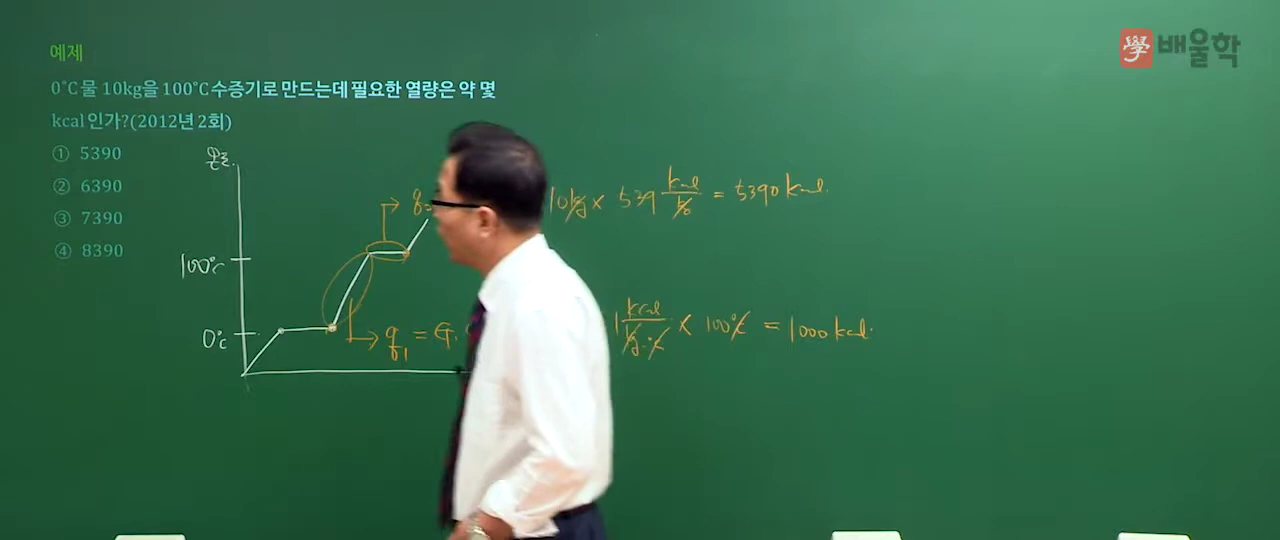 예제
學 배울학
0°C 물 10kg을 100°C 수증기로 만드는데 필요한 열량은 약 몇
kcal 인가?(2012년 2회)
① 5390
② 6390
③ 7390
④ 8390
온도
100℃
0℃
10kg × 539 kcal/kg = 5390 kcal
q₁ = G.
1 kcal/kg·℃ × 100℃ = 1000 kcal